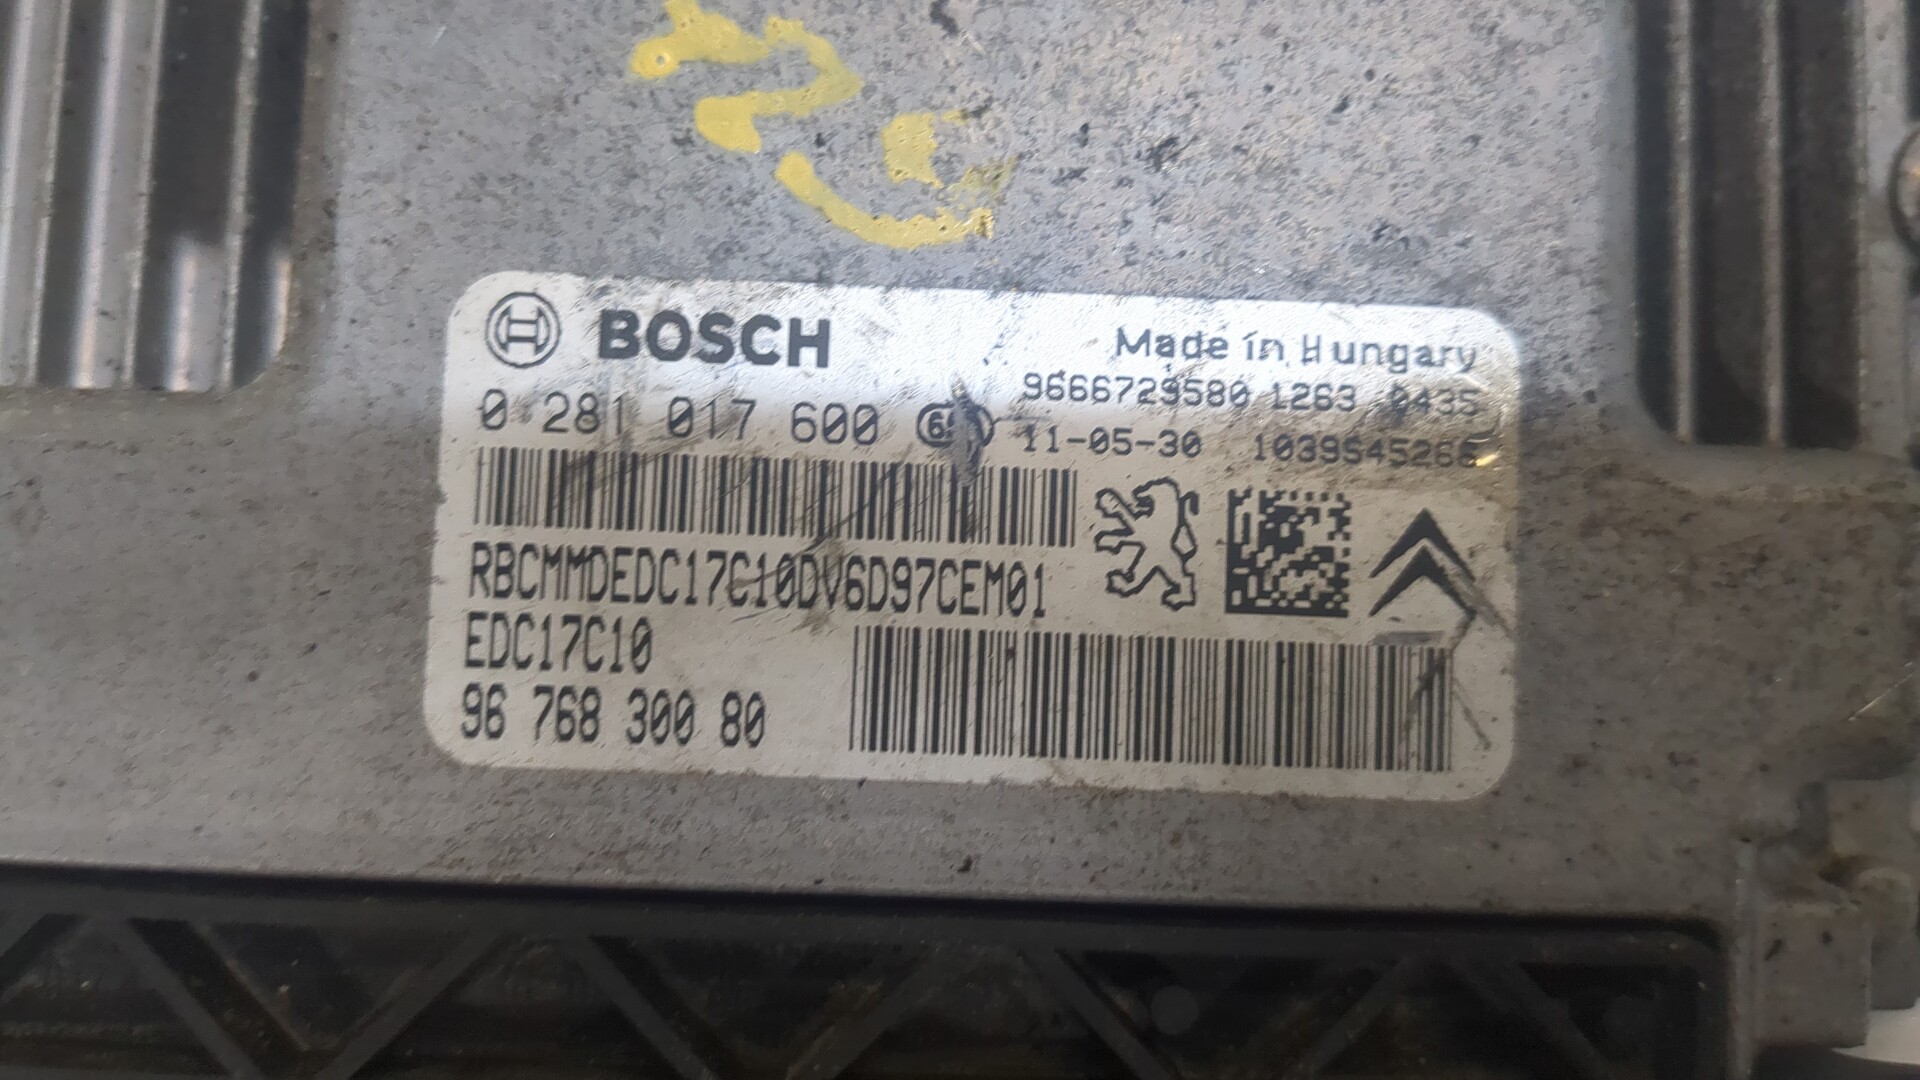 BOSCH
Made in Hungary
9666729580 1263 0435
0 281 017 600
11-05-30 1039S45266
RBCMMDEDC17C10DV6D97CEM01
EDC17C10
96 768 300 80